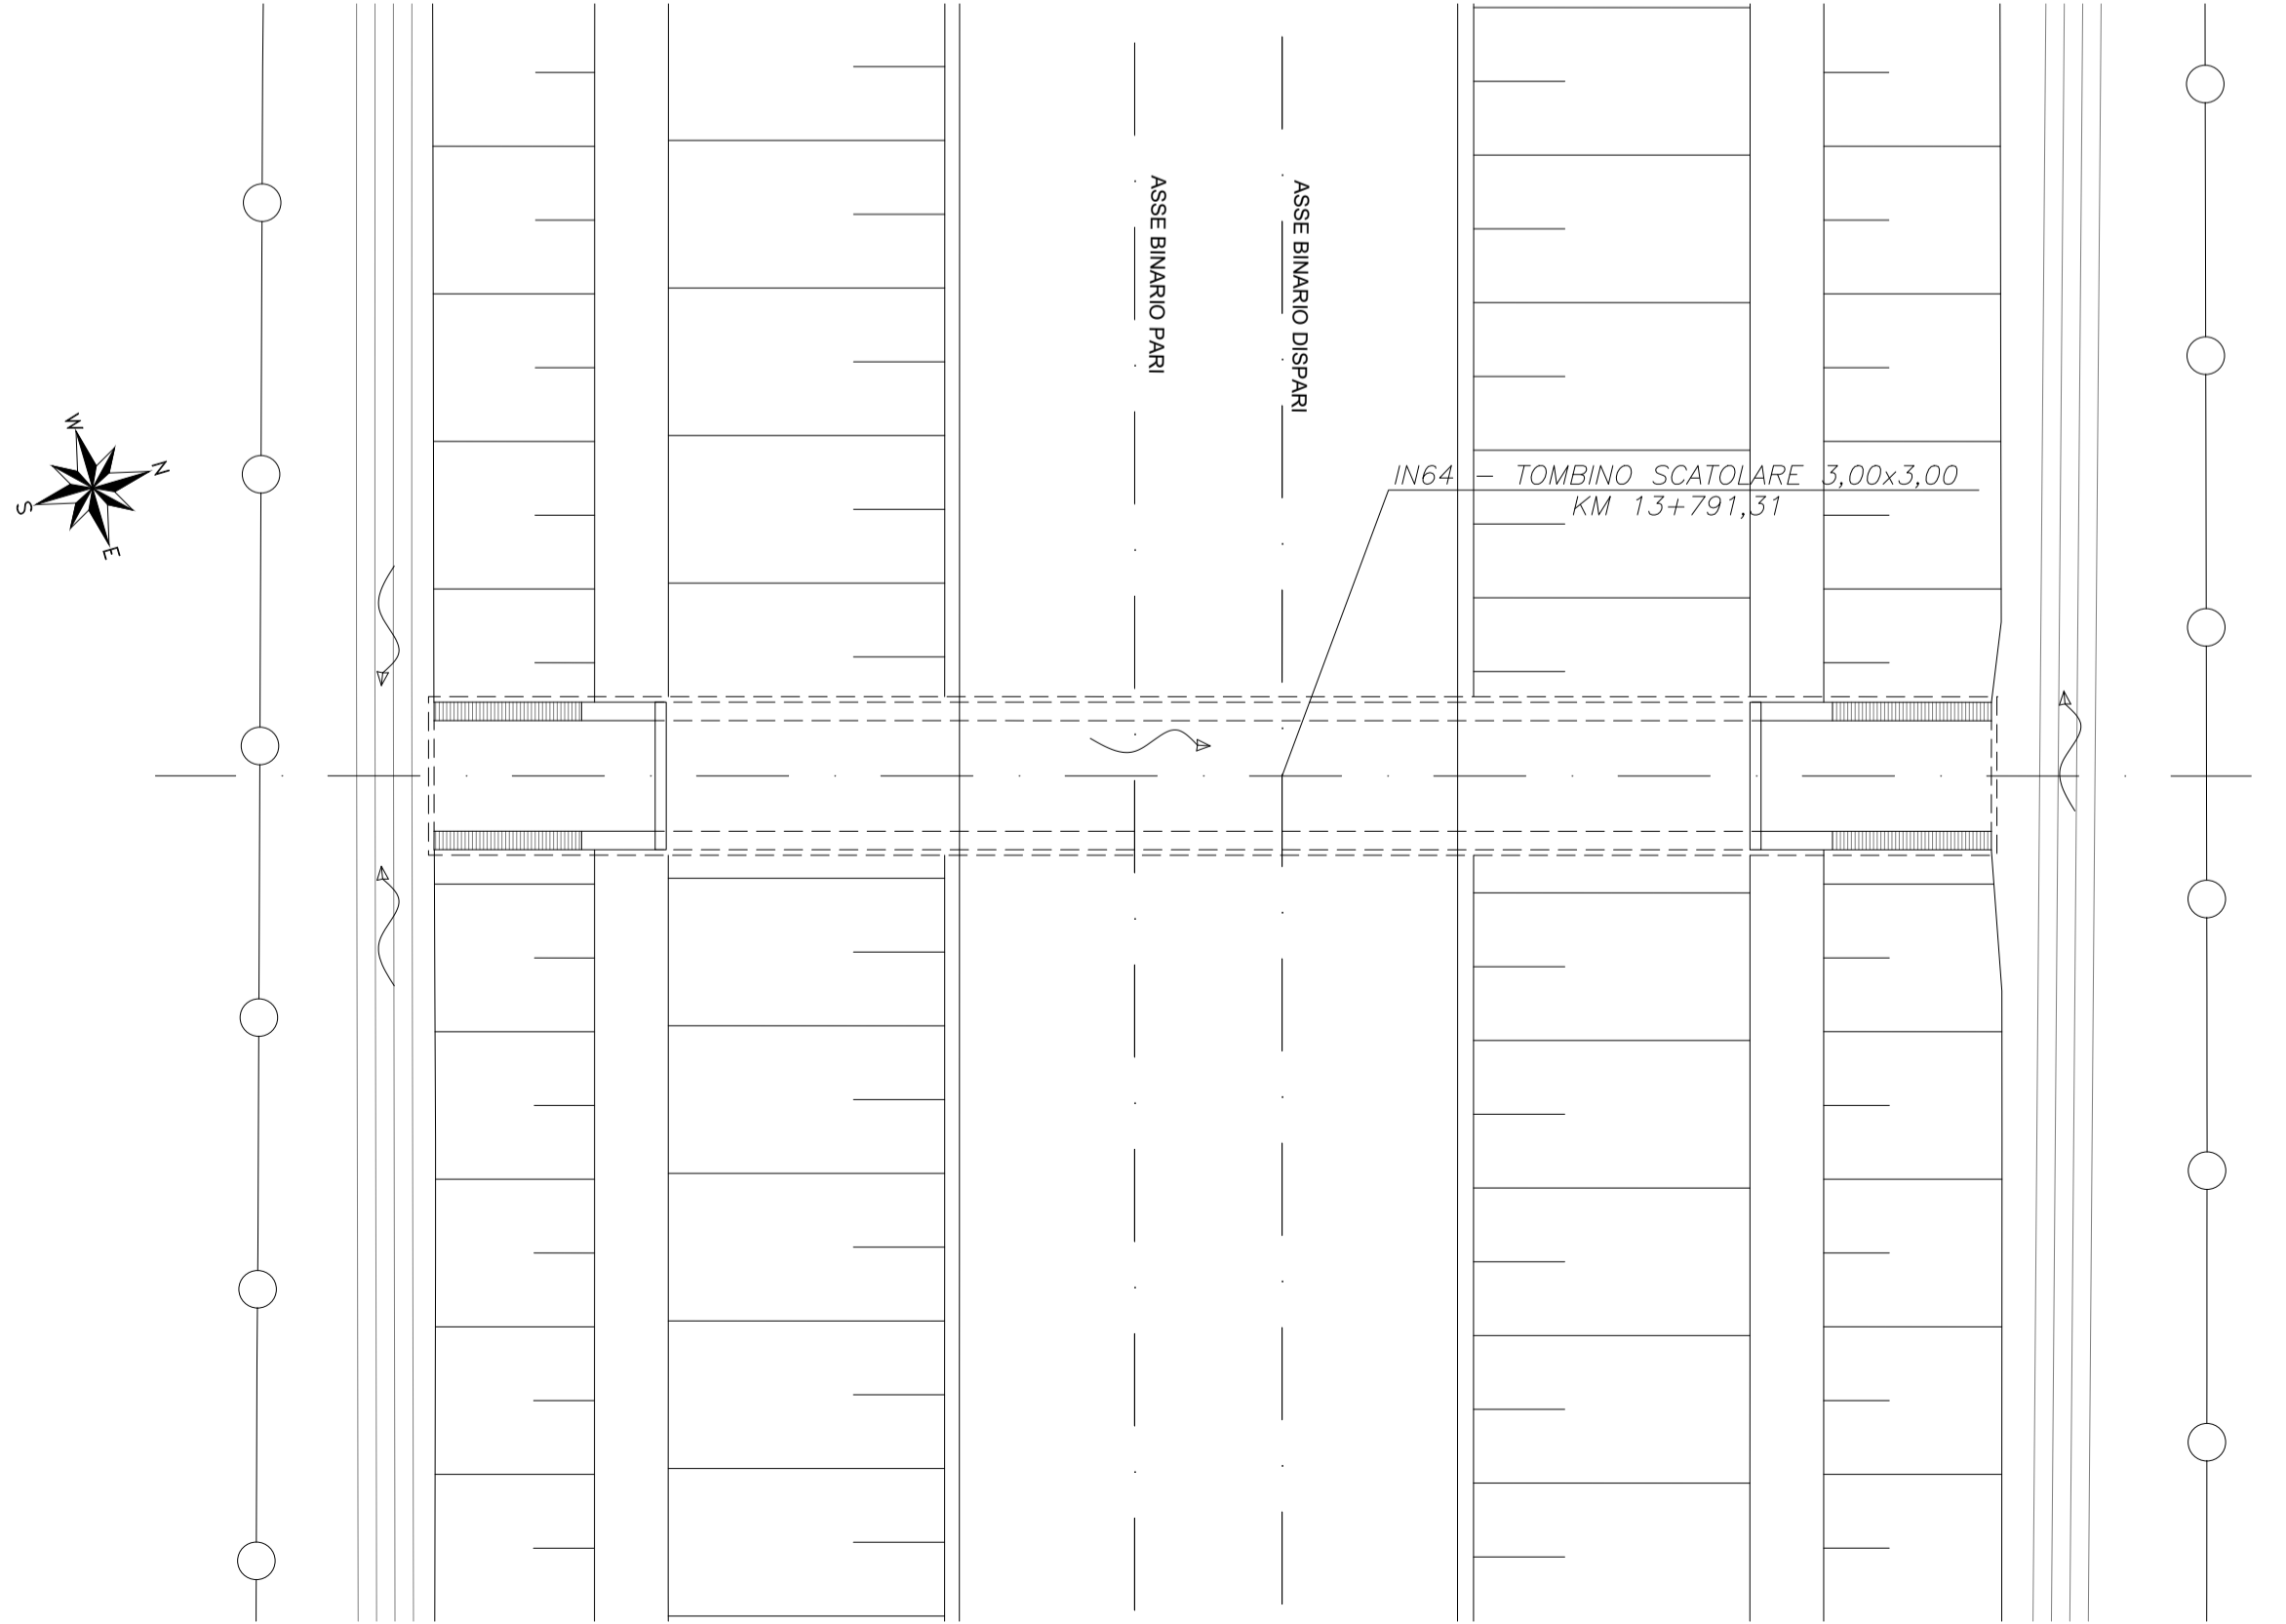 ASSE BINARIO PARI
ASSE BINARIO DISPARI
W
N
S
E
IN64 - TOMBINO SCATOLARE 3,00x3,00
KM 13+791,31